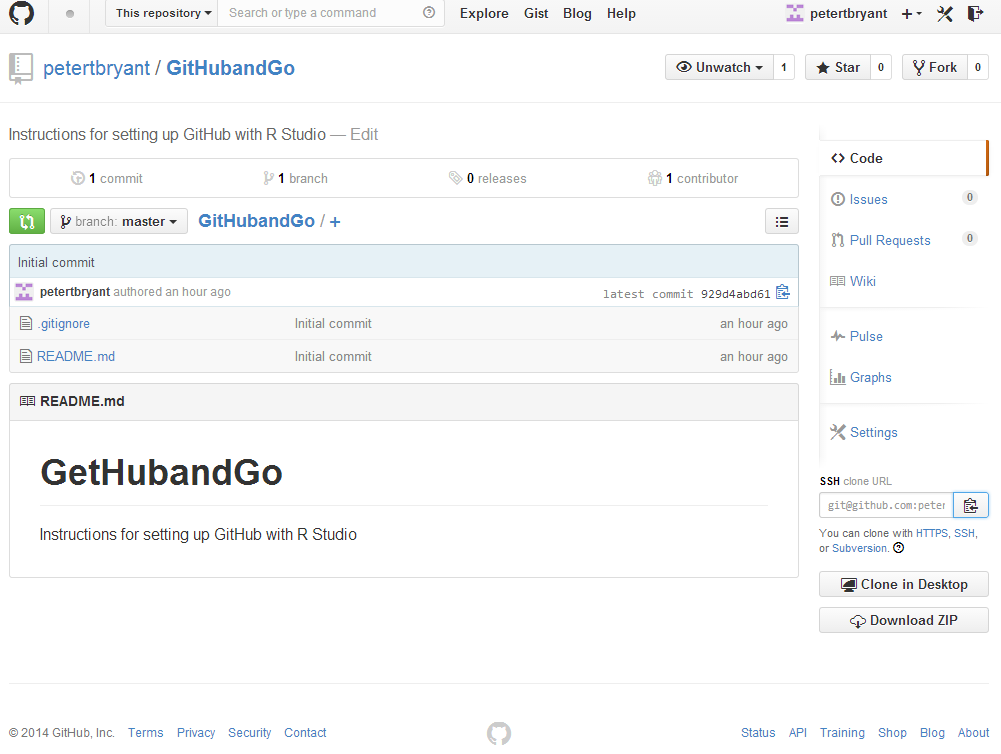 This repository Search or type a command Explore Gist Blog Help petertbryant +
petertbryant / GitHubandGo Unwatch 1 Star 0 Fork 0
Instructions for setting up GitHub with R Studio — Edit
1 commit 1 branch 0 releases 1 contributor
branch: master GitHubandGo / +
Initial commit
petertbryant authored an hour ago latest commit 929d4abd61
.gitignore Initial commit an hour ago
README.md Initial commit an hour ago
README.md
GetHubandGo
Instructions for setting up GitHub with R Studio
Code
Issues 0
Pull Requests 0
Wiki
Pulse
Graphs
Settings
SSH clone URL
git@github.com:peter
You can clone with HTTPS, SSH,
or Subversion.
Clone in Desktop
Download ZIP
© 2014 GitHub, Inc. Terms Privacy Security Contact Status API Training Shop Blog About